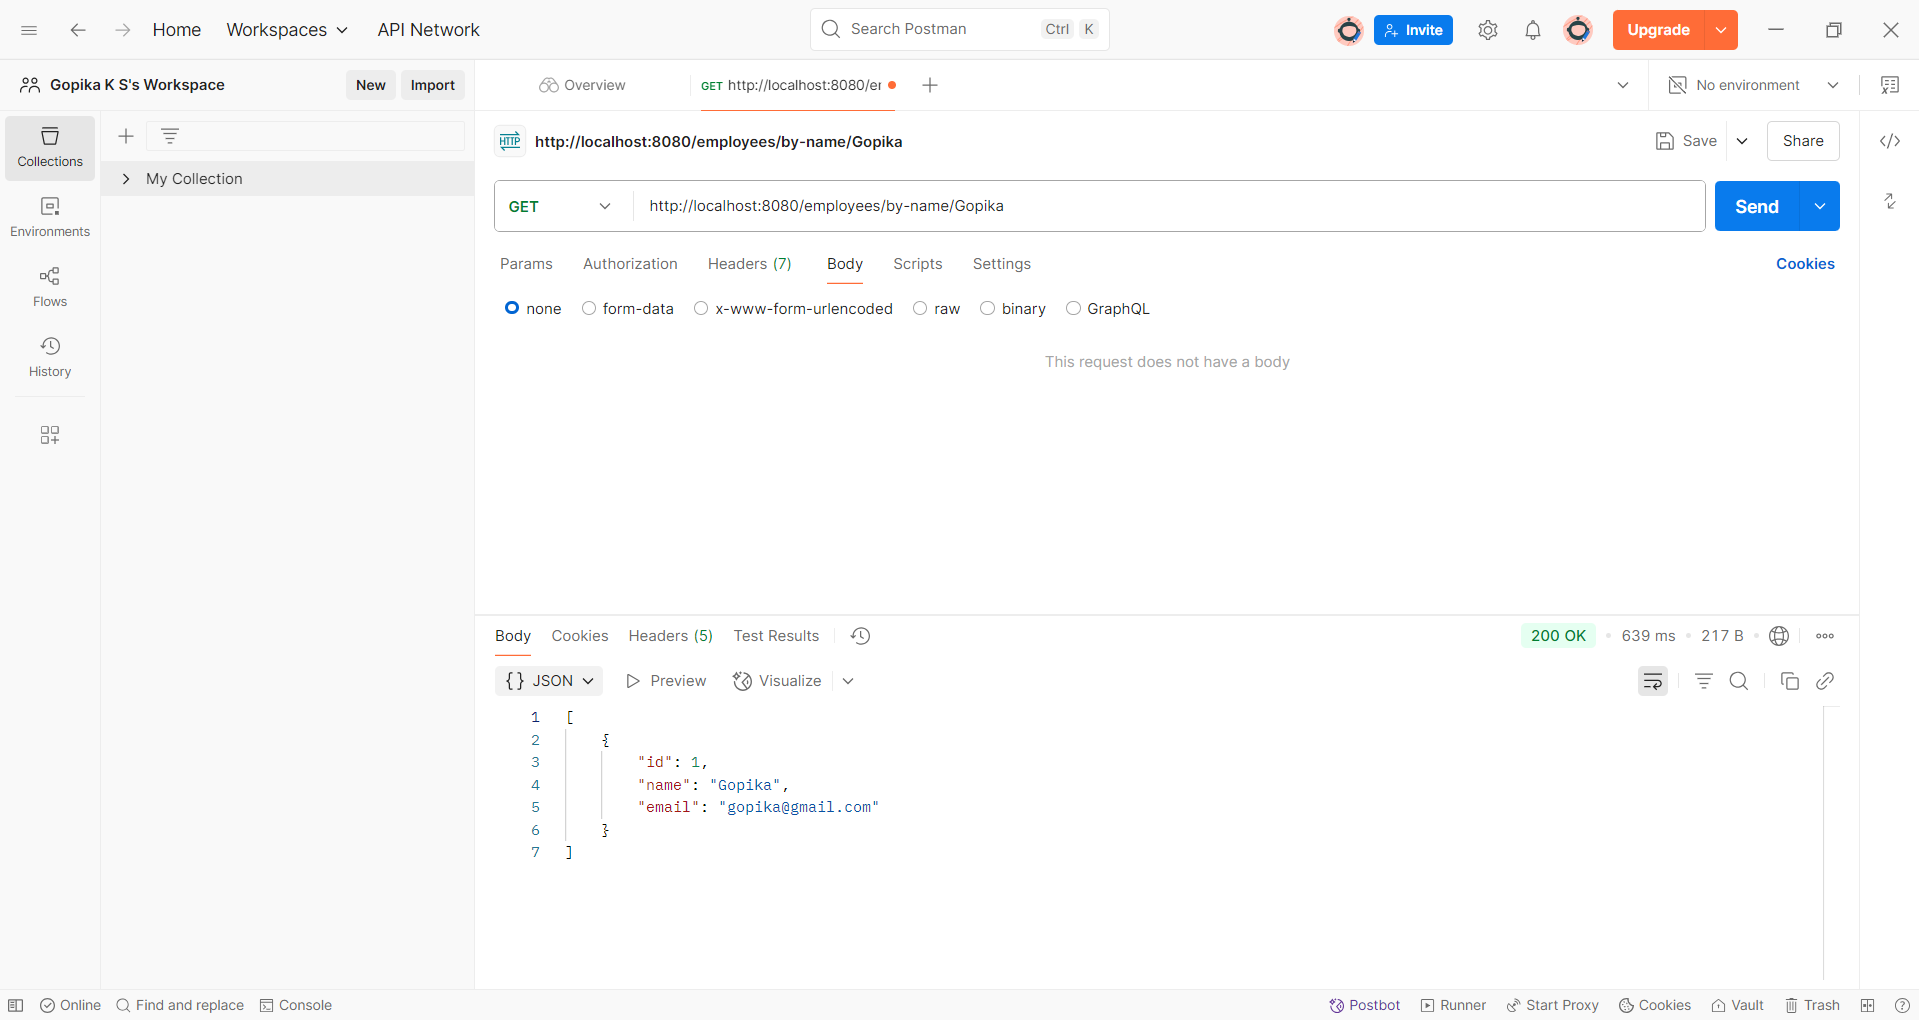 Home
Workspaces
API Network
Search Postman
Ctrl
K
Invite
Upgrade
Gopika K S's Workspace
New
Import
Overview
GET http://localhost:8080/er
No environment
Collections
Environments
Flows
History
My Collection
HTTP
http://localhost:8080/employees/by-name/Gopika
Save
Share
GET
http://localhost:8080/employees/by-name/Gopika
Send
Params
Authorization
Headers (7)
Body
Scripts
Settings
Cookies
none
form-data
x-www-form-urlencoded
raw
binary
GraphQL
This request does not have a body
Body
Cookies
Headers (5)
Test Results
200 OK
639 ms
217 B
{} JSON
Preview
Visualize
1 [
2 {
3 "id": 1,
4 "name": "Gopika",
5 "email": "gopika@gmail.com"
6 }
7 ]
Online
Find and replace
Console
Postbot
Runner
Start Proxy
Cookies
Vault
Trash